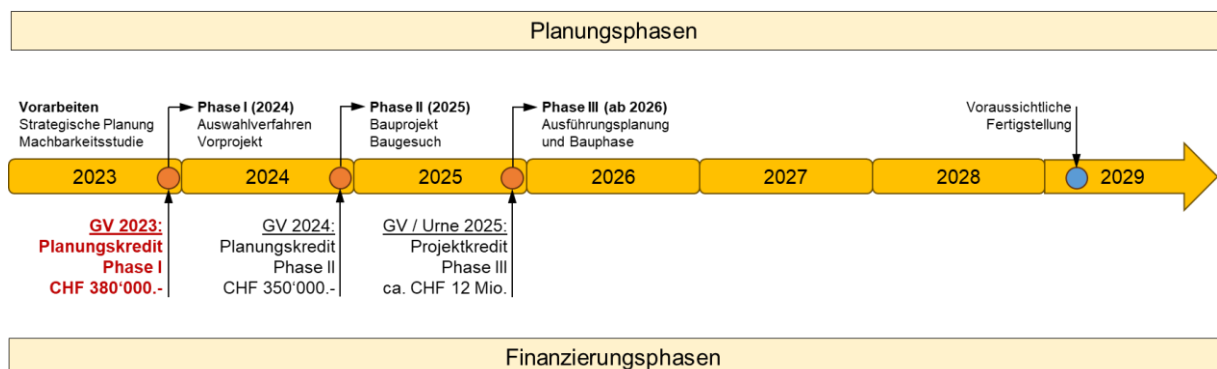 Planungsphasen
Vorarbeiten
Strategische Planung
Machbarkeitsstudie
Phase I (2024)
Auswahlverfahren
Vorprojekt
Phase II (2025)
Bauprojekt
Baugesuch
Phase III (ab 2026)
Ausführungsplanung
und Bauphase
Voraussichtliche
Fertigstellung
2023
2024
2025
2026
2027
2028
2029
GV 2023:
Planungskredit
Phase I
CHF 380‘000.-
GV 2024:
Planungskredit
Phase II
CHF 350‘000.-
GV / Urne 2025:
Projektkredit
Phase III
ca. CHF 12 Mio.
Finanzierungsphasen